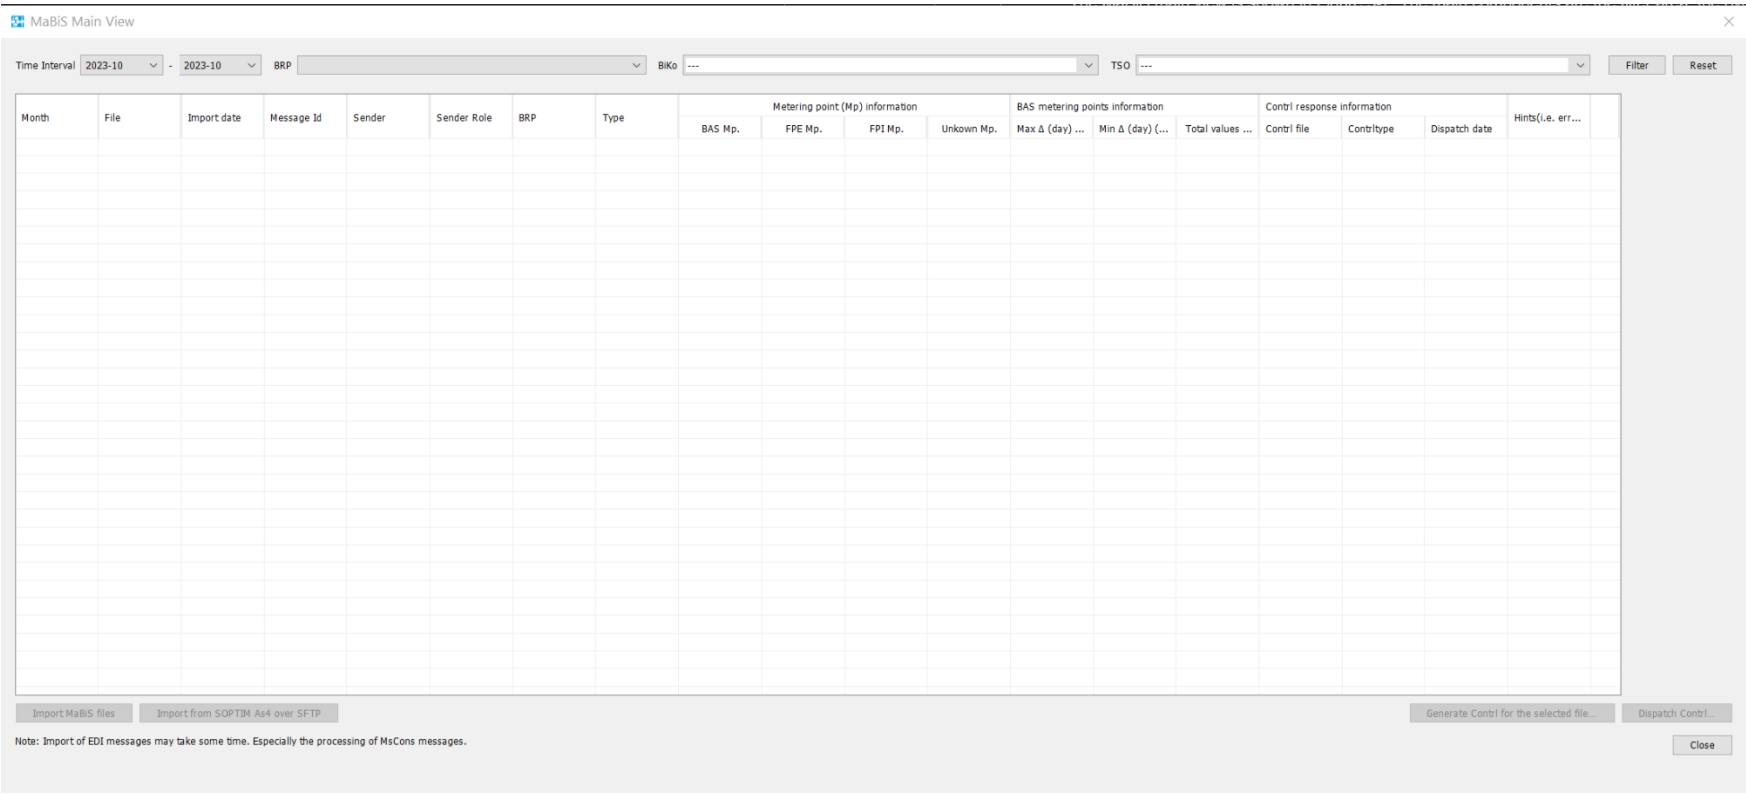 MaBiS Main View
Time Interval 2023-10 - 2023-10 BRP BiKo --- TSO --- Filter Reset
Metering point (Mp) information BAS metering points information Contrl response information
Month File Import date Message Id Sender Sender Role BRP Type Hints(i.e. err...
BAS Mp. FPE Mp. FPI Mp. Unkown Mp. Max Δ (day) ... Min Δ (day) (... Total values ... Contrl file Contrltype Dispatch date
Import MaBiS files Import from SOPTIM As4 over SFTP Generate Contrl for the selected file... Dispatch Contrl...
Note: Import of EDI messages may take some time. Especially the processing of MsCons messages.
Close